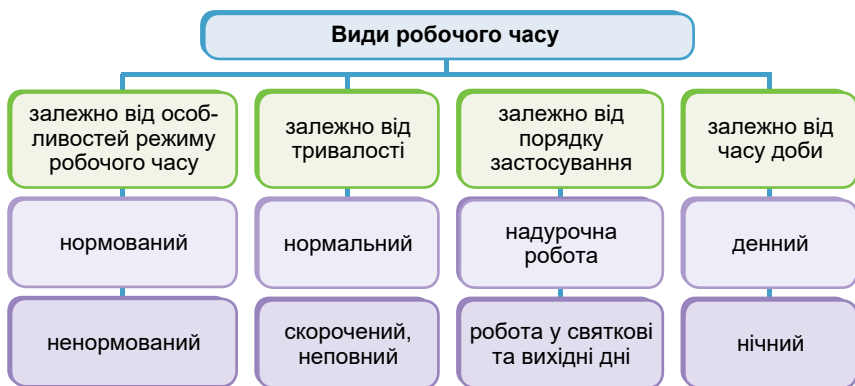 Види робочого часу
залежно від особ-
ливостей режиму
робочого часу
залежно від
тривалості
залежно від
порядку
застосування
залежно від
часу доби
нормований
нормальний
надурочна
робота
денний
ненормований
скорочений,
неповний
робота у святкові
та вихідні дні
нічний